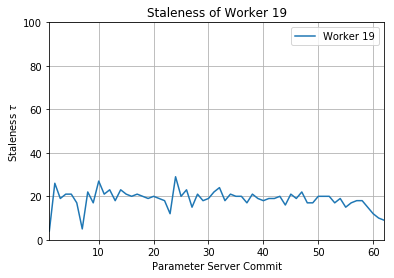 Staleness of Worker 19
Worker 19
100
80
60
40
20
0
Staleness τ
10 20 30 40 50 60
Parameter Server Commit